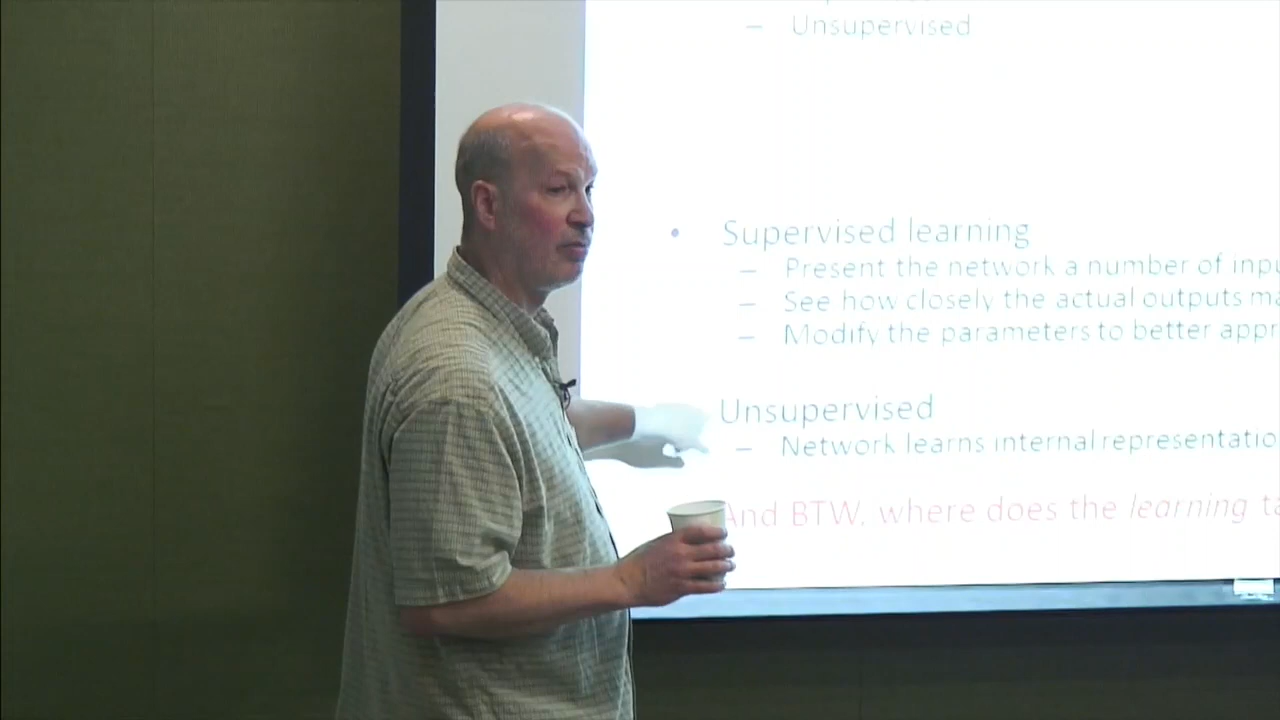 – Unsupervised
• Supervised learning
– Present the network a number of inpu
– See how closely the actual outputs ma
– Modify the parameters to better appr
Unsupervised
– Network learns internal representatio
And BTW, where does the learning ta